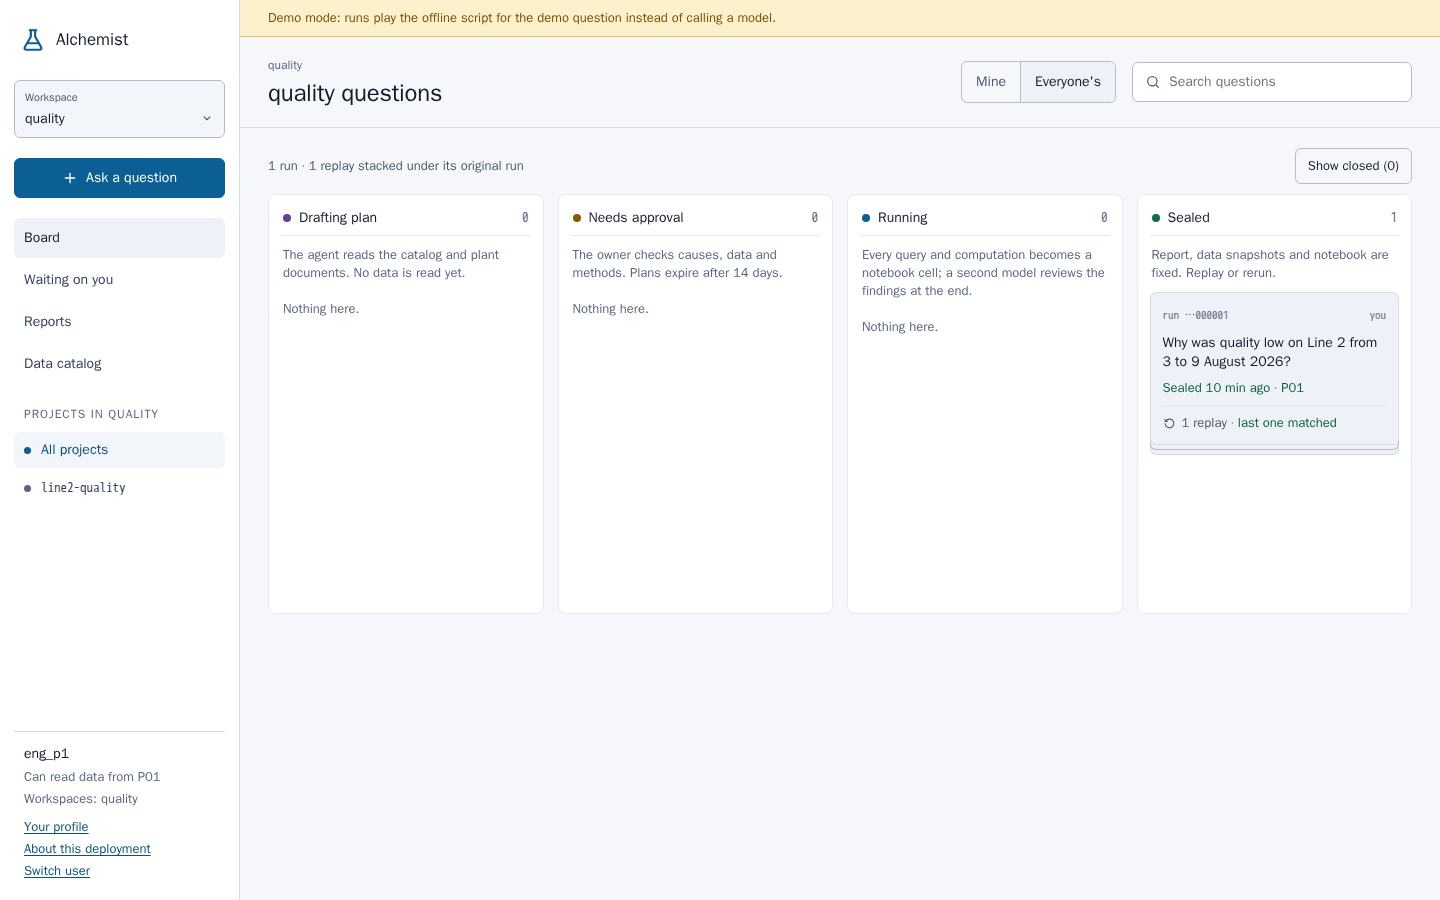 Alchemist
Workspace
quality
Ask a question
Board
Waiting on you
Reports
Data catalog
PROJECTS IN QUALITY
All projects
line2-quality
eng_p1
Can read data from P01
Workspaces: quality
Your profile
About this deployment
Switch user
Demo mode: runs play the offline script for the demo question instead of calling a model.
quality
quality questions
Mine
Everyone's
Search questions
1 run · 1 replay stacked under its original run
Show closed (0)
Drafting plan 0
The agent reads the catalog and plant
documents. No data is read yet.
Nothing here.
Needs approval 0
The owner checks causes, data and
methods. Plans expire after 14 days.
Nothing here.
Running 0
Every query and computation becomes a
notebook cell; a second model reviews the
findings at the end.
Nothing here.
Sealed 1
Report, data snapshots and notebook are
fixed. Replay or rerun.
run ···000001 you
Why was quality low on Line 2 from
3 to 9 August 2026?
Sealed 10 min ago · P01
1 replay · last one matched